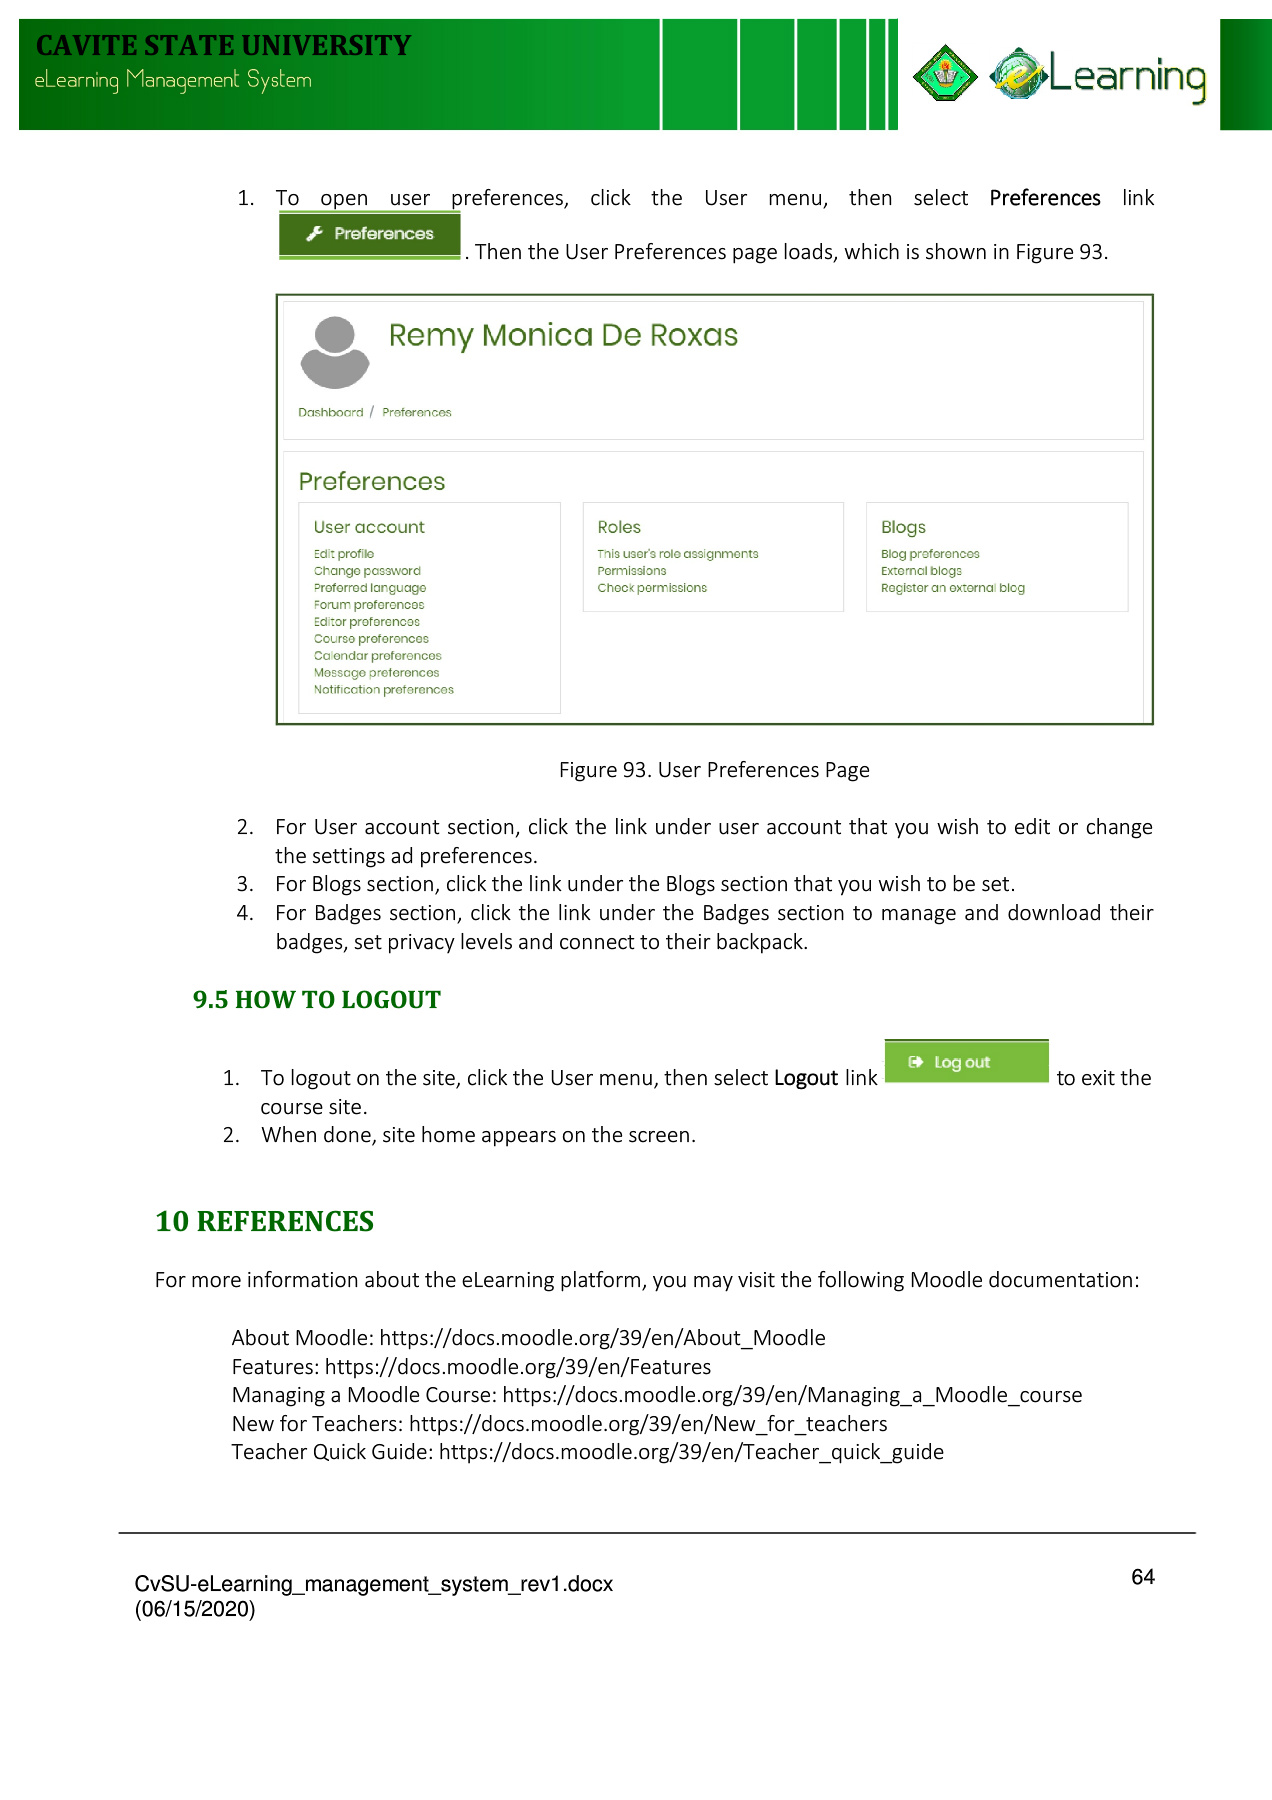 CAVITE STATE UNIVERSITY
eLearning Management System
eLearning
1. To open user preferences, click the User menu, then select Preferences link
Preferences . Then the User Preferences page loads, which is shown in Figure 93.
Remy Monica De Roxas
Dashboard / Preferences
Preferences
User account
Edit profile
Change password
Preferred language
Forum preferences
Editor preferences
Course preferences
Calendar preferences
Message preferences
Notification preferences
Roles
This user's role assignments
Permissions
Check permissions
Blogs
Blog preferences
External blogs
Register an external blog
Figure 93. User Preferences Page
2. For User account section, click the link under user account that you wish to edit or change
the settings ad preferences.
3. For Blogs section, click the link under the Blogs section that you wish to be set.
4. For Badges section, click the link under the Badges section to manage and download their
badges, set privacy levels and connect to their backpack.
9.5 HOW TO LOGOUT
1. To logout on the site, click the User menu, then select Logout link Log out to exit the
course site.
2. When done, site home appears on the screen.
10 REFERENCES
For more information about the eLearning platform, you may visit the following Moodle documentation:
About Moodle: https://docs.moodle.org/39/en/About_Moodle
Features: https://docs.moodle.org/39/en/Features
Managing a Moodle Course: https://docs.moodle.org/39/en/Managing_a_Moodle_course
New for Teachers: https://docs.moodle.org/39/en/New_for_teachers
Teacher Quick Guide: https://docs.moodle.org/39/en/Teacher_quick_guide
CvSU-eLearning_management_system_rev1.docx
(06/15/2020)
64